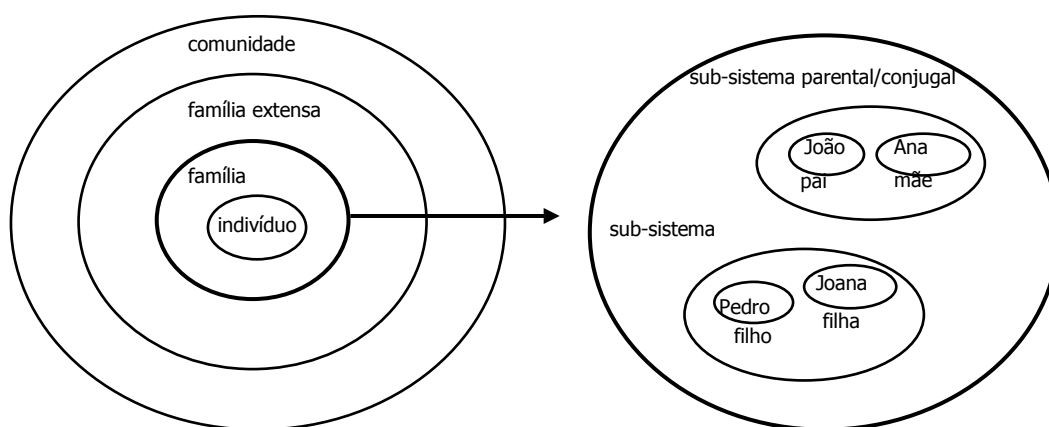 comunidade
família extensa
família
indivíduo
sub-sistema parental/conjugal
João
pai
Ana
mãe
sub-sistema
Pedro
filho
Joana
filha